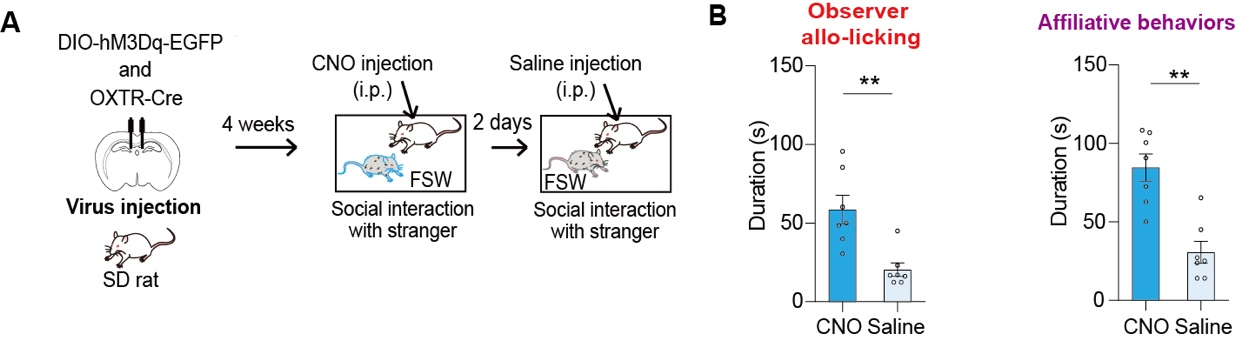 A
DIO-hM3Dq-EGFP
and
OXTR-Cre
Virus injection
SD rat
4 weeks
CNO injection
(i.p.)
FSW
Social interaction
with stranger
2 days
Saline injection
(i.p.)
FSW
Social interaction
with stranger
B
Observer
allo-licking
Duration (s)
150
100
50
0
**
CNO Saline
Affiliative behaviors
Duration (s)
150
100
50
0
**
CNO Saline